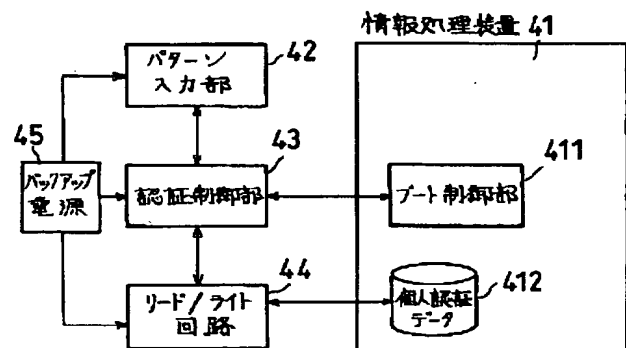 情報処理装置 41
パターン
入力部
42
45
バックアップ
電源
43
認証制御部
411
ブート制御部
44
リード/ライト
回路
412
個人認証
データ